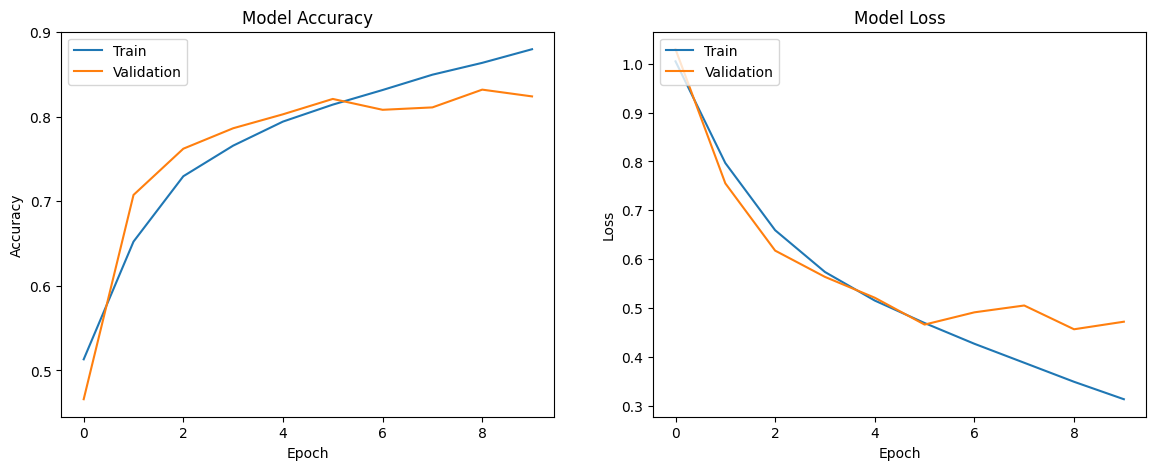 Model Accuracy
Train
Validation
0.9
0.8
0.7
0.6
0.5
Accuracy
0 2 4 6 8
Epoch
Model Loss
Train
Validation
1.0
0.9
0.8
0.7
0.6
0.5
0.4
0.3
Loss
0 2 4 6 8
Epoch